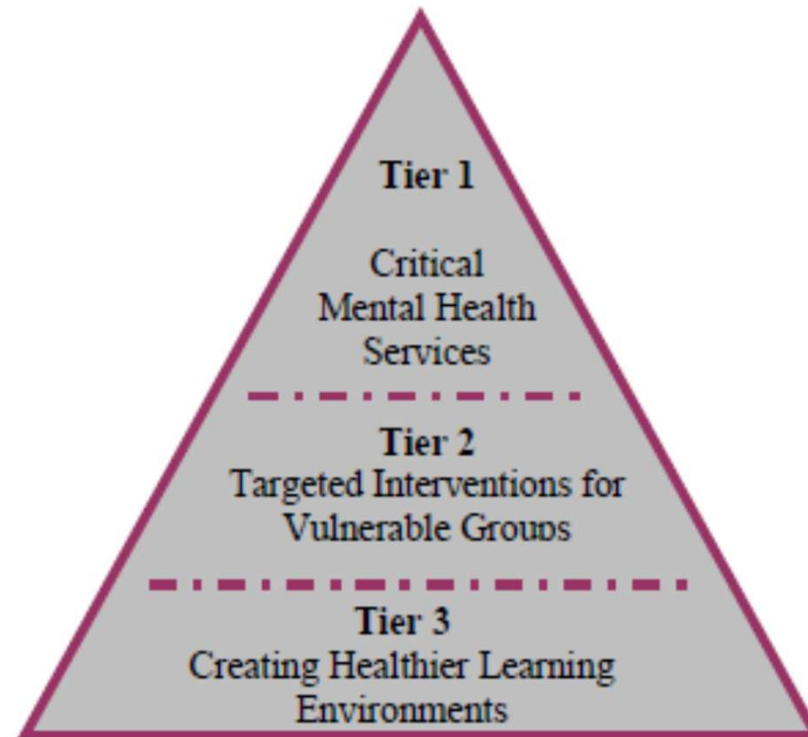 Tier 1
Critical
Mental Health
Services
Tier 2
Targeted Interventions for
Vulnerable Groups
Tier 3
Creating Healthier Learning
Environments